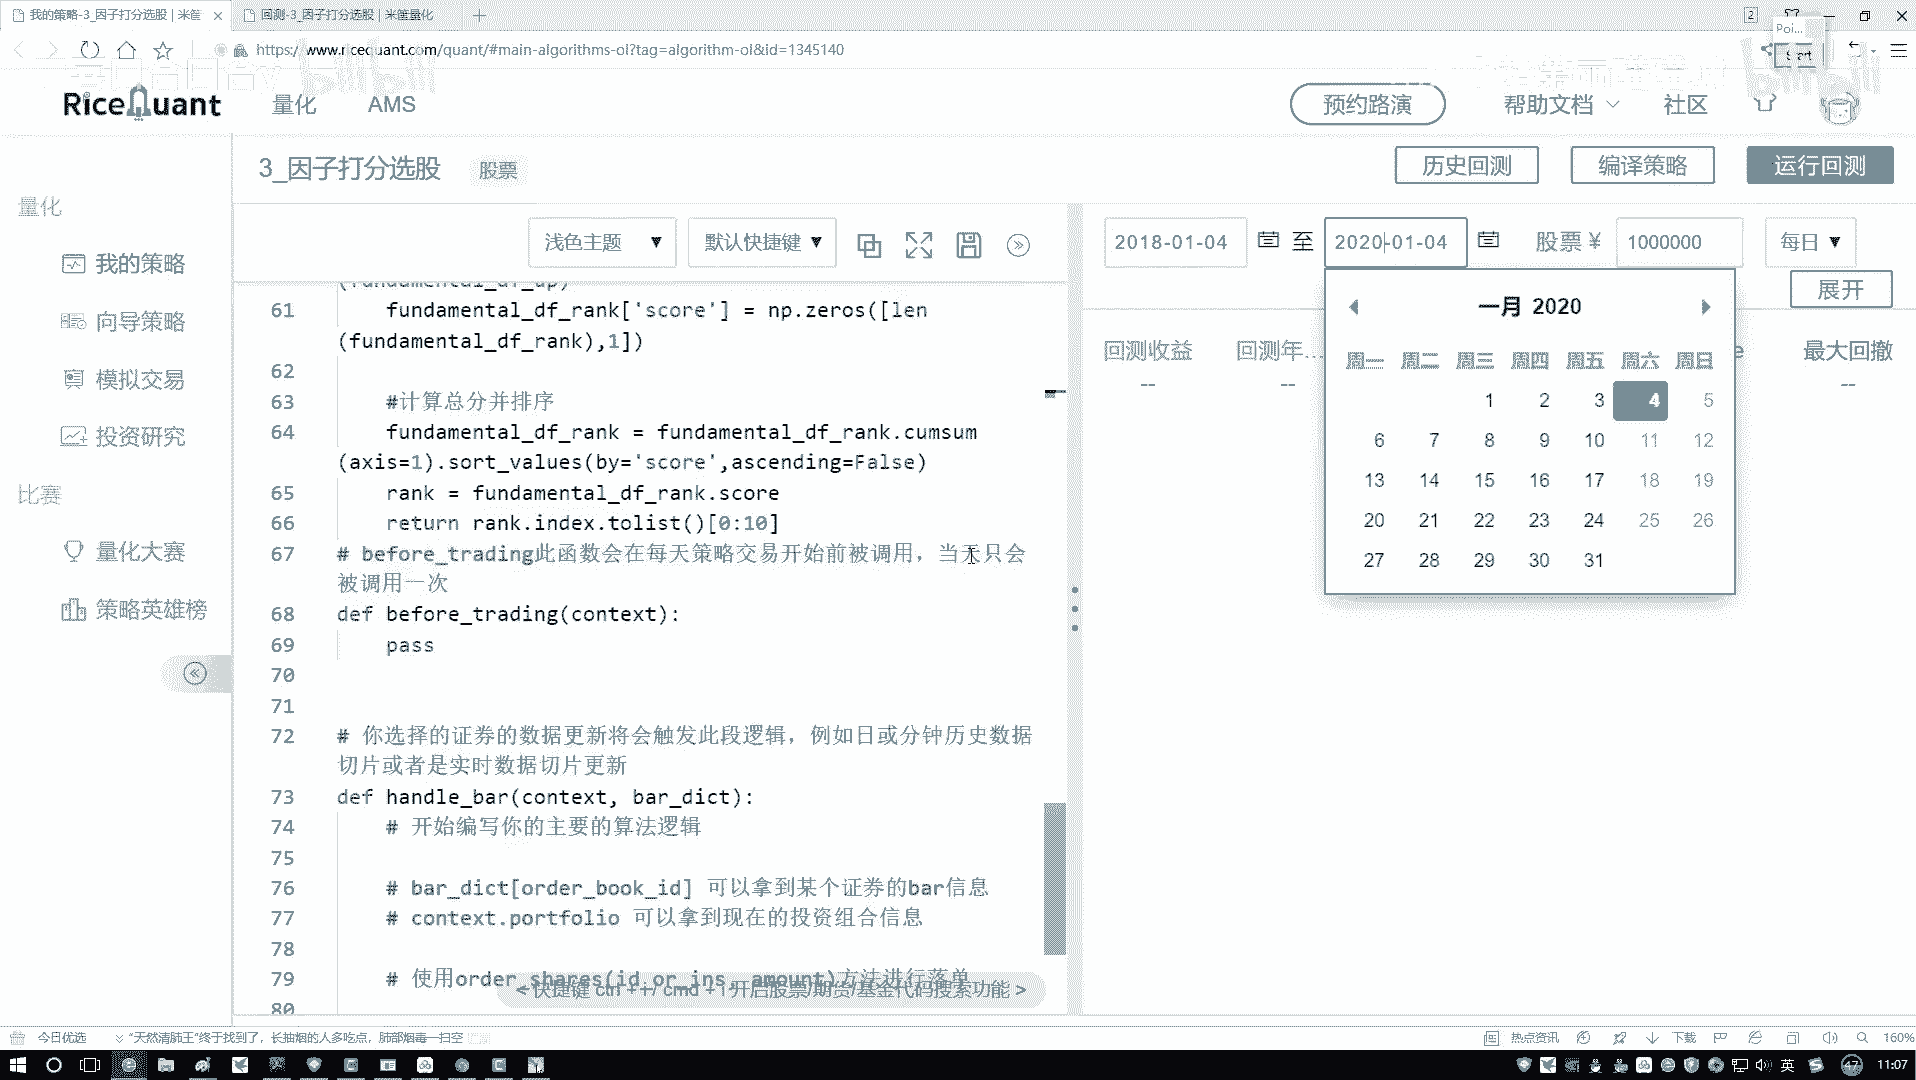 我的策略-3_因子打分选股 | 米筐
回测-3_因子打分选股 | 米筐量化
2
Poi...
https://www.ricequant.com/quant/#main-algorithms-ol?tag=algorithm-ol&id=1345140
Start
bilibili
RiceQuant
量化
AMS
预约路演
帮助文档
社区
3_因子打分选股
股票
历史回测
编译策略
运行回测
量化
我的策略
向导策略
模拟交易
投资研究
比赛
量化大赛
策略英雄榜
浅色主题
默认快捷键
2018-01-04
至
2020-01-04
股票 ¥
1000000
每日
展开
(fundamental_df_up)
61 fundamental_df_rank['score'] = np.zeros([len
(fundamental_df_rank),1])
62
63 #计算总分并排序
64 fundamental_df_rank = fundamental_df_rank.cumsum
(axis=1).sort_values(by='score',ascending=False)
65 rank = fundamental_df_rank.score
66 return rank.index.tolist()[0:10]
67 # before_trading此函数会在每天策略交易开始前被调用，当天只会
被调用一次
68 def before_trading(context):
69 pass
70
71
72 # 你选择的证券的数据更新将会触发此段逻辑，例如日或分钟历史数据
切片或者是实时数据切片更新
73 def handle_bar(context, bar_dict):
74 # 开始编写你的主要的算法逻辑
75
76 # bar_dict[order_book_id] 可以拿到某个证券的bar信息
77 # context.portfolio 可以拿到现在的投资组合信息
78
79 # 使用order_shares(id_or_ins, amount)方法进行落单
80
一月 2020
周一 周二 周三 周四 周五 周六 周日
1 2 3 4 5
6 7 8 9 10 11 12
13 14 15 16 17 18 19
20 21 22 23 24 25 26
27 28 29 30 31
回测收益
回测年...
e
最大回撤
--
--
--
今日优选
"天然清肺王"终于找到了，长抽烟的人多吃点，肺部烟毒一扫空
热点资讯
下载
160%
英
47
11:07